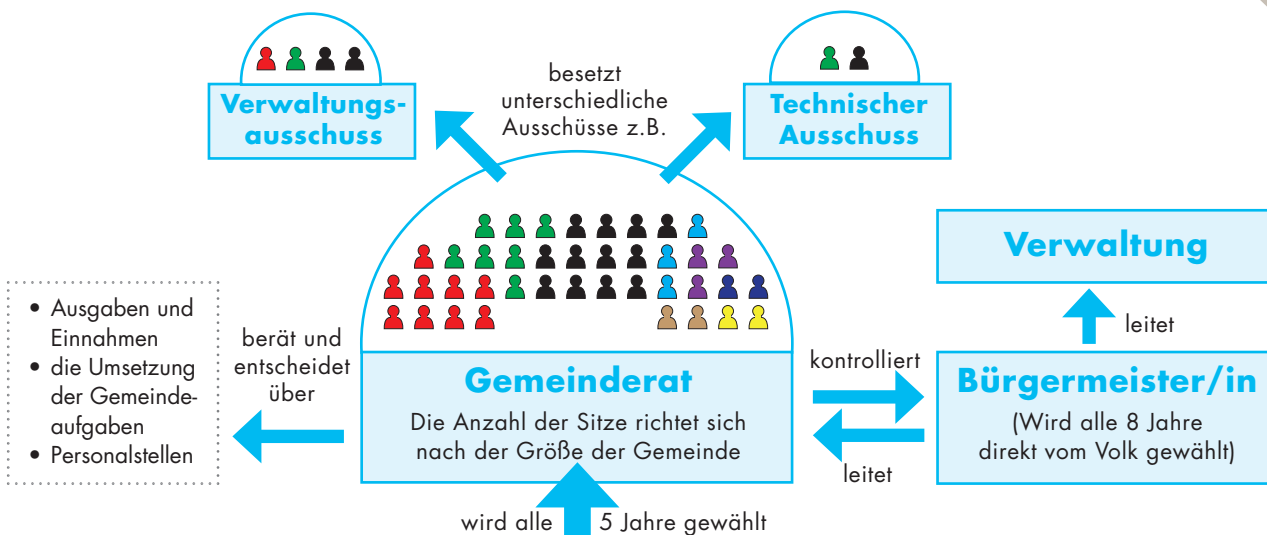 Verwaltungs-
ausschuss
besetzt
unterschiedliche
Ausschüsse z.B.
Technischer
Ausschuss
• Ausgaben und
Einnahmen
• die Umsetzung
der Gemeinde-
aufgaben
• Personalstellen
berät und
entscheidet
über
Gemeinderat
Die Anzahl der Sitze richtet sich
nach der Größe der Gemeinde
kontrolliert
leitet
Verwaltung
leitet
Bürgermeister/in
(Wird alle 8 Jahre
direkt vom Volk gewählt)
wird alle 5 Jahre gewählt